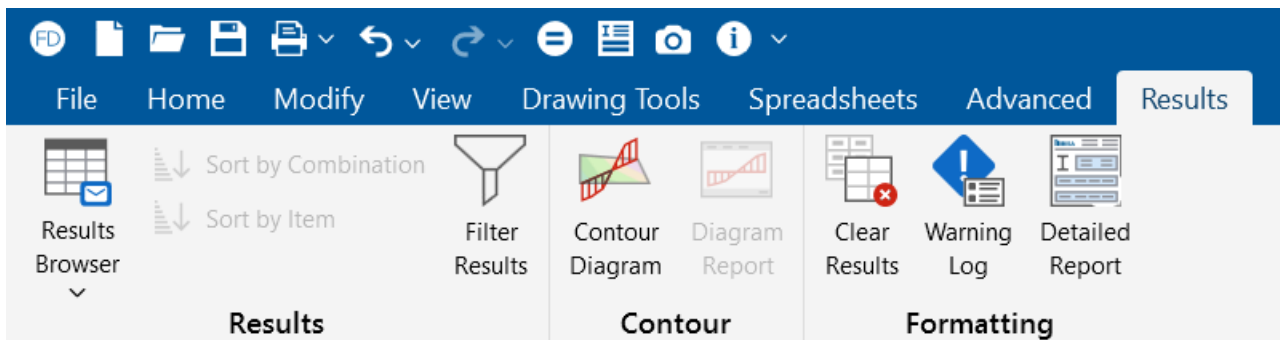 FD
File Home Modify View Drawing Tools Spreadsheets Advanced Results
Results Browser
Sort by Combination
Sort by Item
Filter Results
Contour Diagram
Diagram Report
Clear Results
Warning Log
Detailed Report
Results Contour Formatting